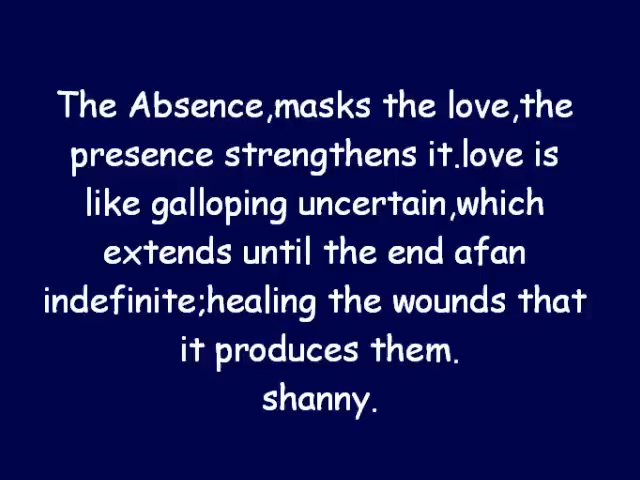 The Absence,masks the love,the
presence strengthens it.love is
like galloping uncertain,which
extends until the end afan
indefinite;healing the wounds that
it produces them.
shanny.